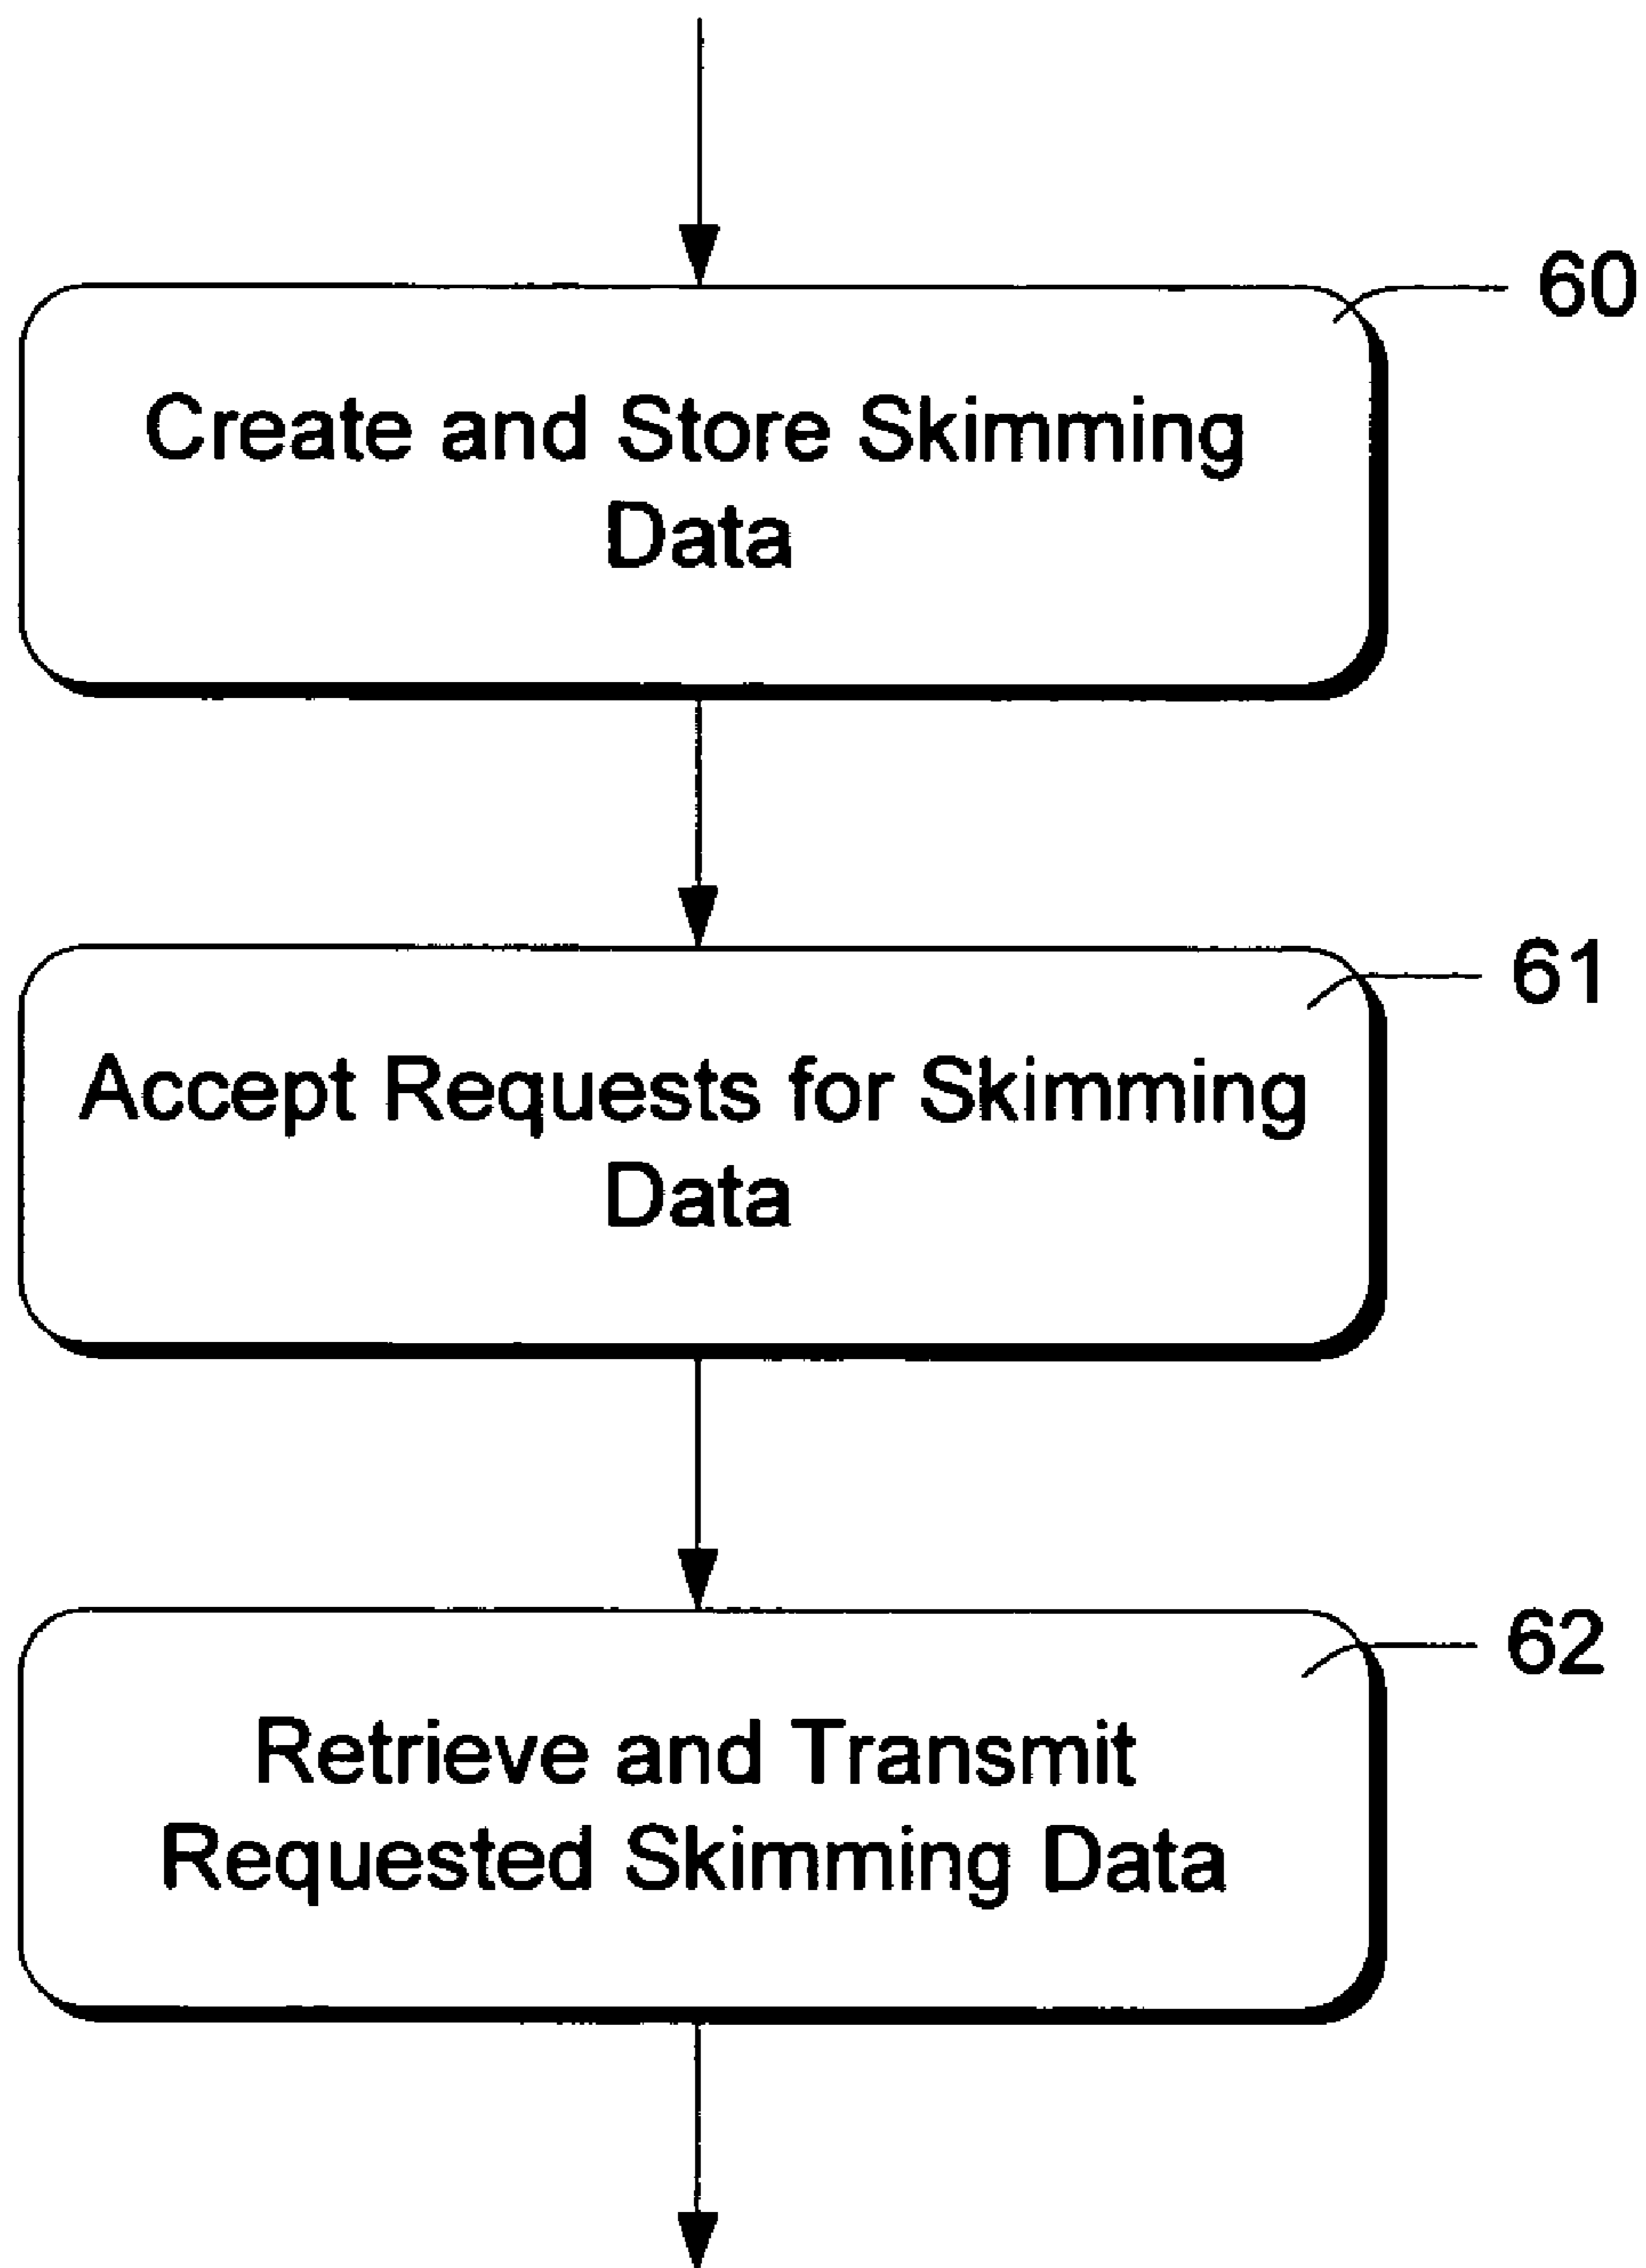 60
Create and Store Skimming
Data
61
Accept Requests for Skimming
Data
62
Retrieve and Transmit
Requested Skimming Data